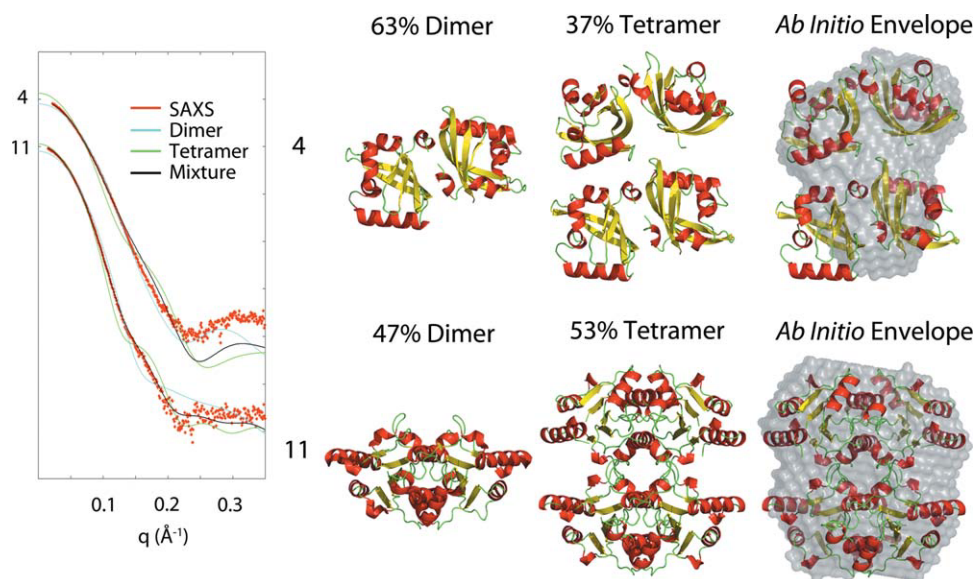 63% Dimer
37% Tetramer
Ab Initio Envelope
4
11
SAXS
Dimer
Tetramer
Mixture
4
47% Dimer
53% Tetramer
Ab Initio Envelope
11
0 0.1 0.2 0.3
q (Å⁻¹)